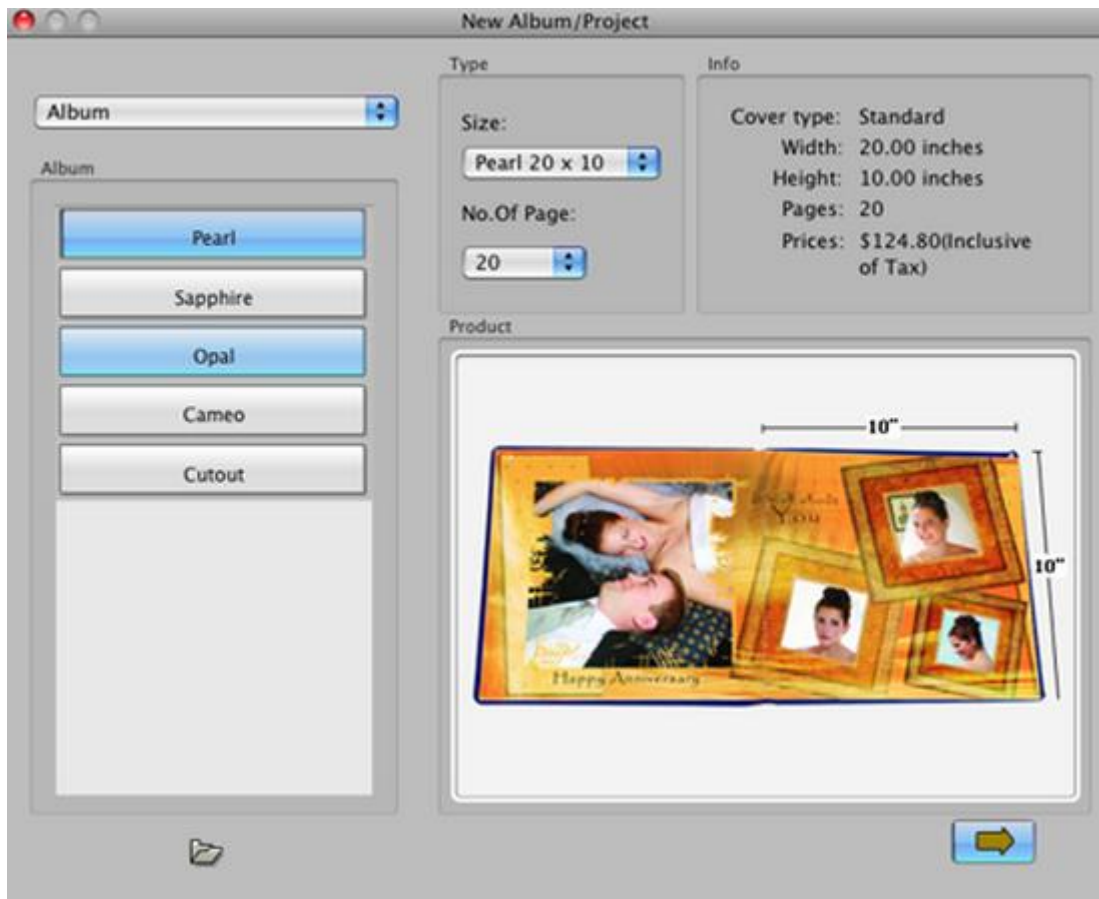 New Album/Project
Album
Album
Pearl
Sapphire
Opal
Cameo
Cutout
Type
Size:
Pearl 20 x 10
No.Of Page:
20
Info
Cover type: Standard
Width: 20.00 inches
Height: 10.00 inches
Pages: 20
Prices: $124.80(Inclusive
of Tax)
Product
10"
10"
You
Happy Anniversary